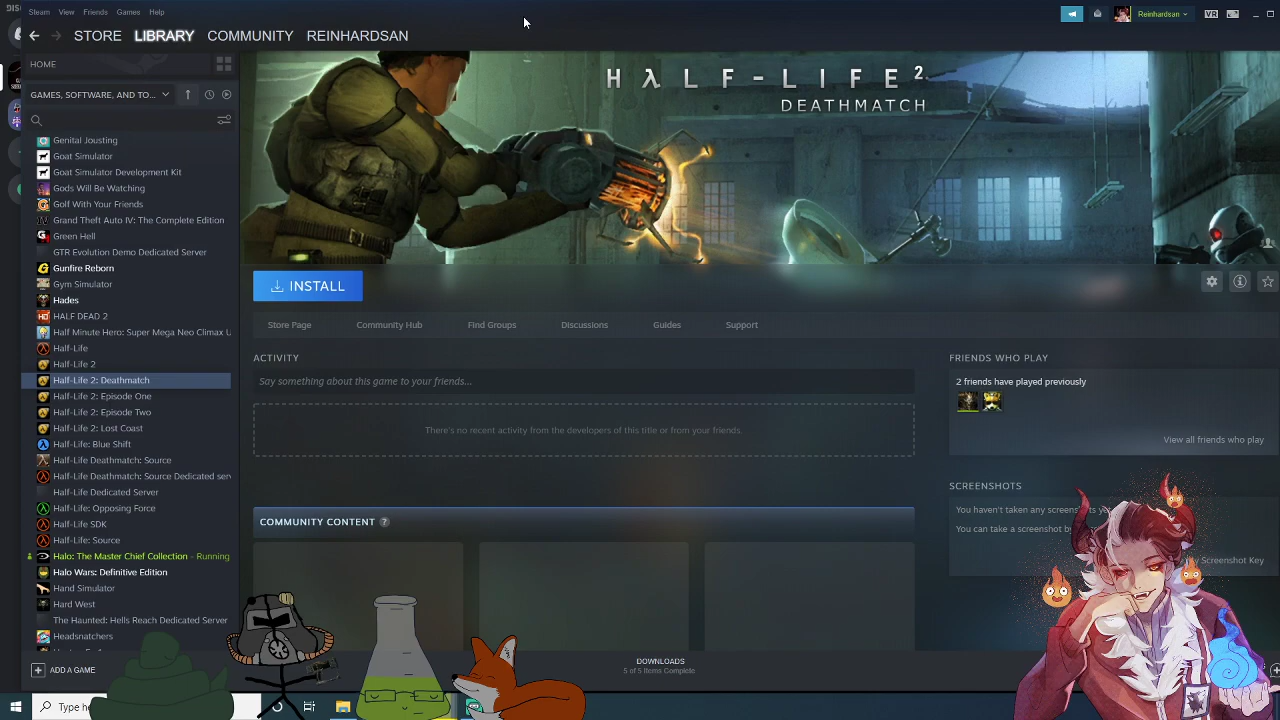 Steam View Friends Games Help
Reinhardsan
VR
STORE LIBRARY COMMUNITY REINHARDSAN
HOME
GAMES, SOFTWARE, AND TO...
Genital Jousting
Goat Simulator
Goat Simulator Development Kit
Gods Will Be Watching
Golf With Your Friends
Grand Theft Auto IV: The Complete Edition
Green Hell
GTR Evolution Demo Dedicated Server
Gunfire Reborn
Gym Simulator
Hades
HALF DEAD 2
Half Minute Hero: Super Mega Neo Climax U
Half-Life
Half-Life 2
Half-Life 2: Deathmatch
Half-Life 2: Episode One
Half-Life 2: Episode Two
Half-Life 2: Lost Coast
Half-Life: Blue Shift
Half-Life Deathmatch: Source
Half-Life Deathmatch: Source Dedicated serv
Half-Life Dedicated Server
Half-Life: Opposing Force
Half-Life SDK
Half-Life: Source
Halo: The Master Chief Collection - Running
Halo Wars: Definitive Edition
Hand Simulator
Hard West
The Haunted: Hells Reach Dedicated Server
Headsnatchers
ADD A GAME
HλLF-LIFE2
DEATHMATCH
INSTALL
Store Page Community Hub Find Groups Discussions Guides Support
ACTIVITY
Say something about this game to your friends...
There's no recent activity from the developers of this title or from your friends.
COMMUNITY CONTENT ?
FRIENDS WHO PLAY
2 friends have played previously
View all friends who play
SCREENSHOTS
You haven't taken any screenshots
You can take a screenshot by
Screenshot Key
DOWNLOADS
5 of 5 Items Complete
Type he